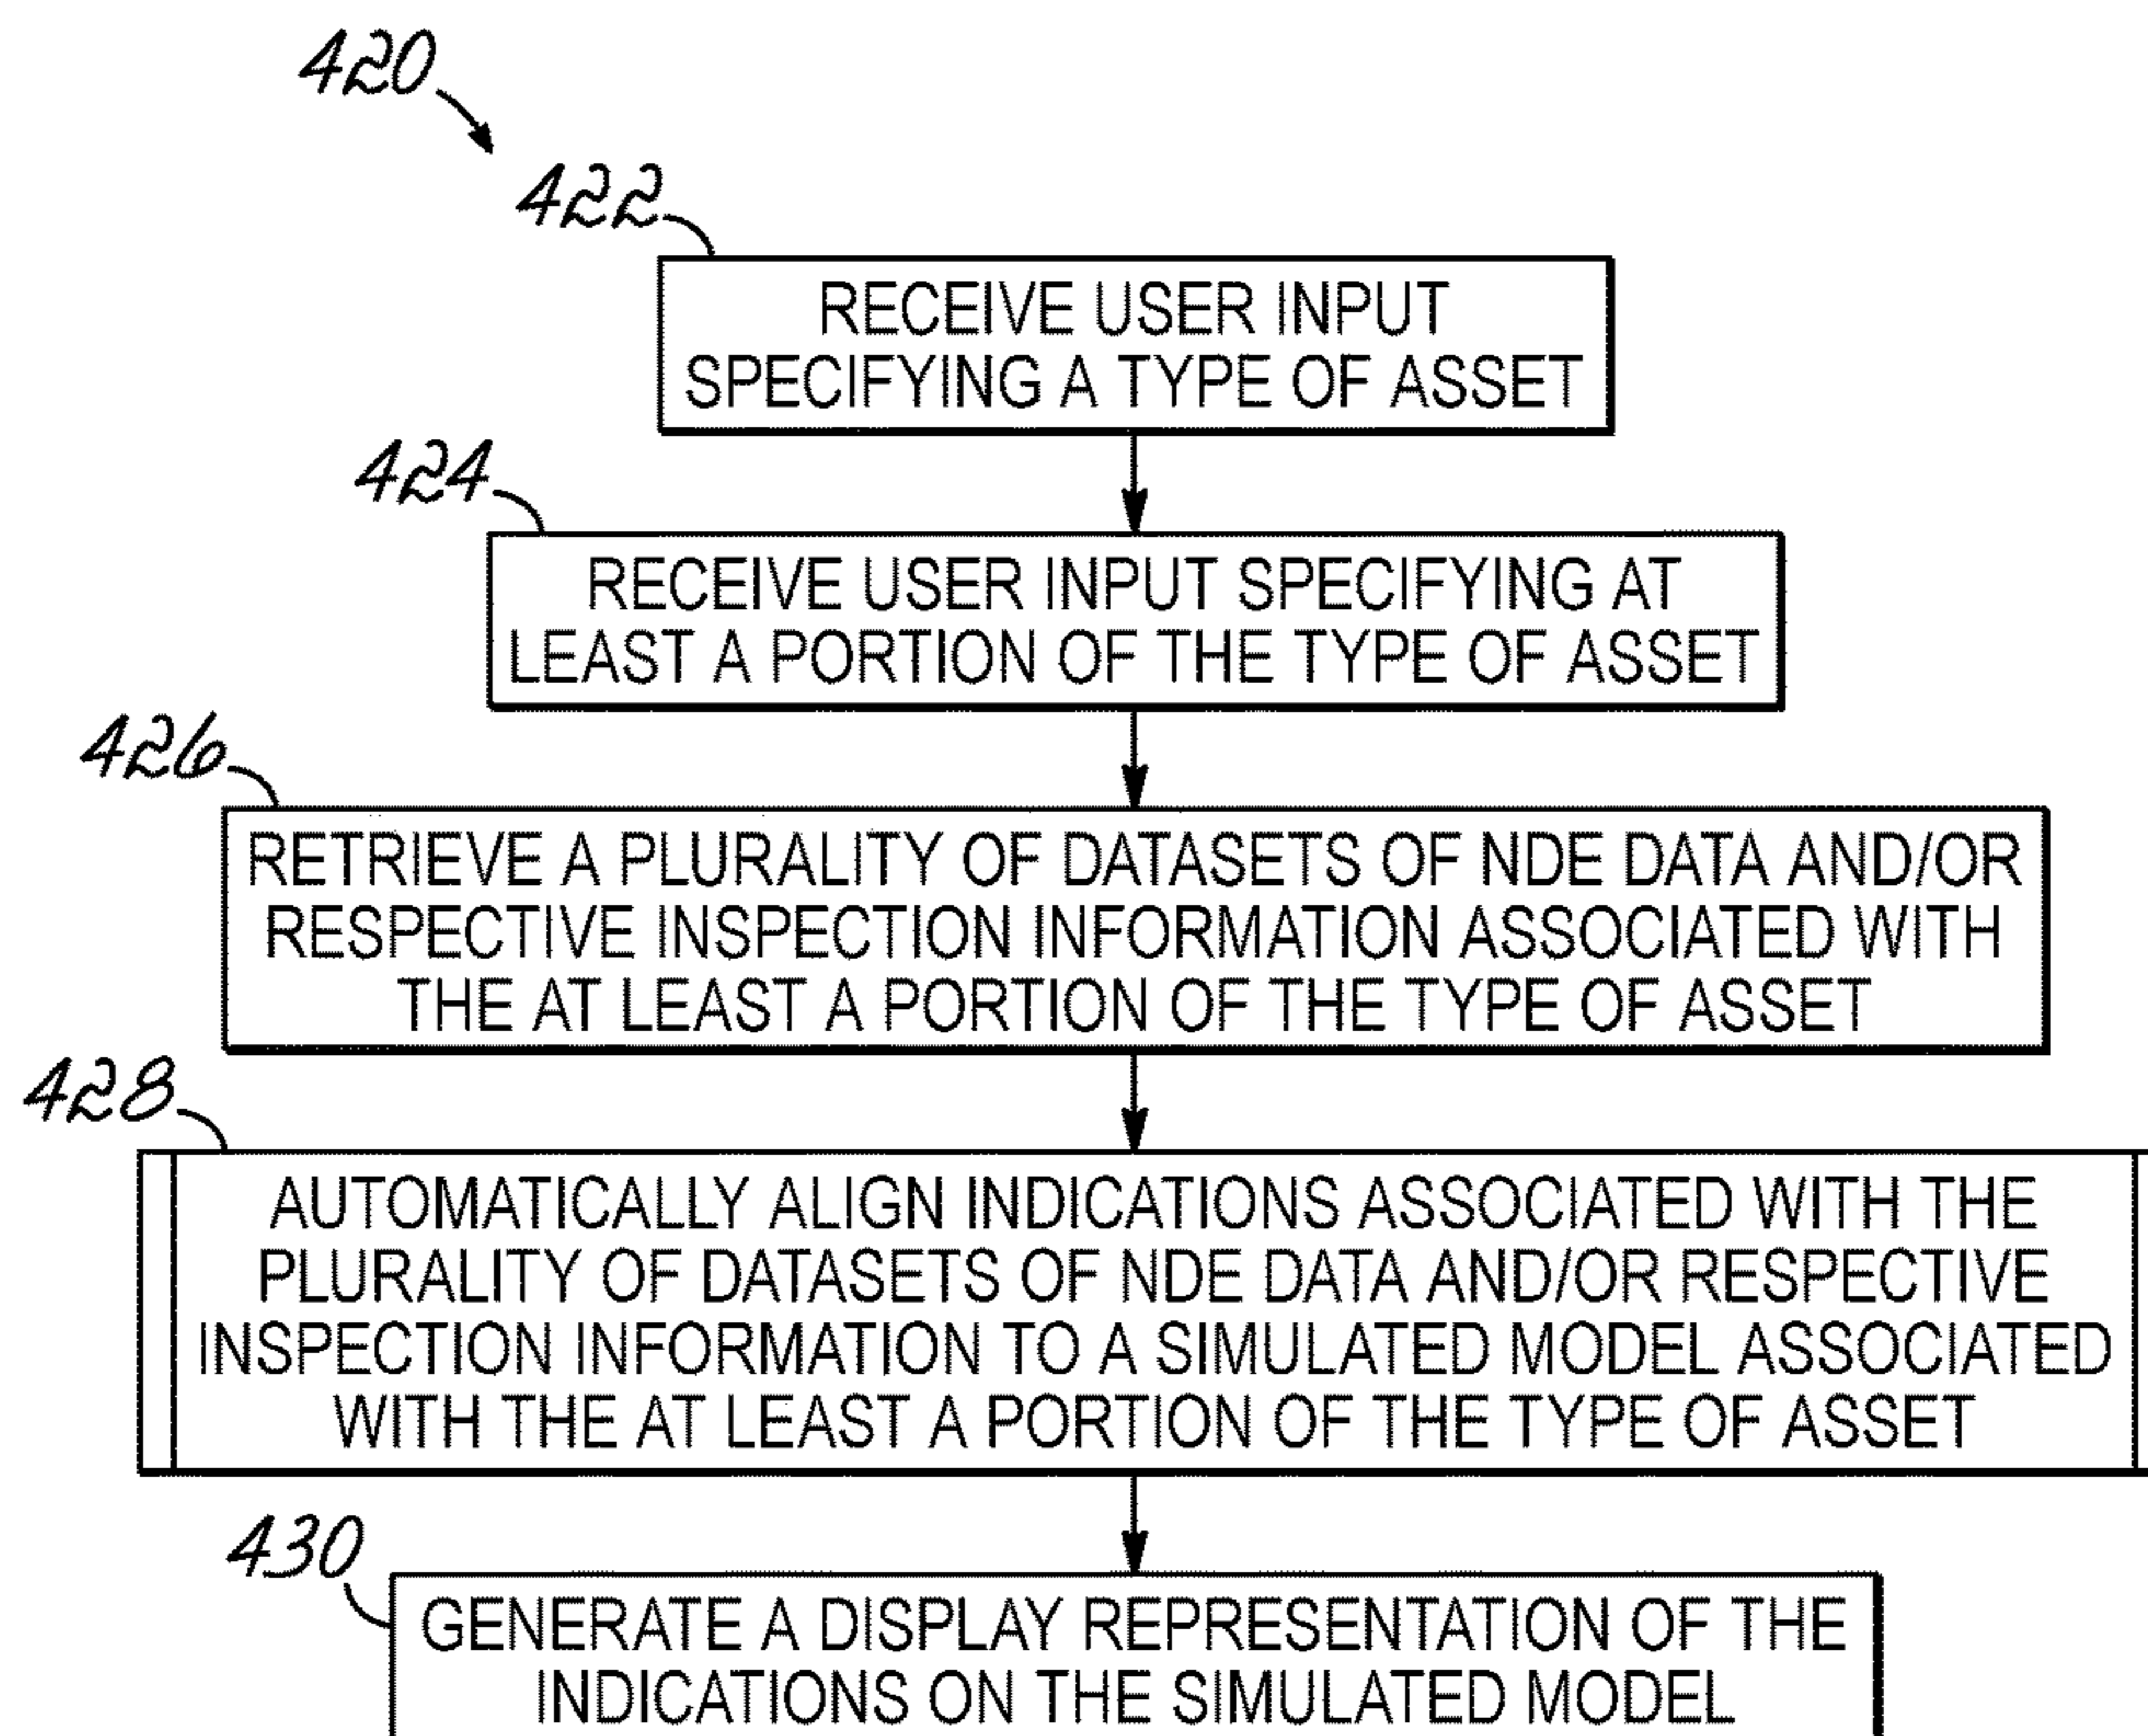 420
422
RECEIVE USER INPUT
SPECIFYING A TYPE OF ASSET
424
RECEIVE USER INPUT SPECIFYING AT
LEAST A PORTION OF THE TYPE OF ASSET
426
RETRIEVE A PLURALITY OF DATASETS OF NDE DATA AND/OR
RESPECTIVE INSPECTION INFORMATION ASSOCIATED WITH
THE AT LEAST A PORTION OF THE TYPE OF ASSET
428
AUTOMATICALLY ALIGN INDICATIONS ASSOCIATED WITH THE
PLURALITY OF DATASETS OF NDE DATA AND/OR RESPECTIVE
INSPECTION INFORMATION TO A SIMULATED MODEL ASSOCIATED
WITH THE AT LEAST A PORTION OF THE TYPE OF ASSET
430
GENERATE A DISPLAY REPRESENTATION OF THE
INDICATIONS ON THE SIMULATED MODEL